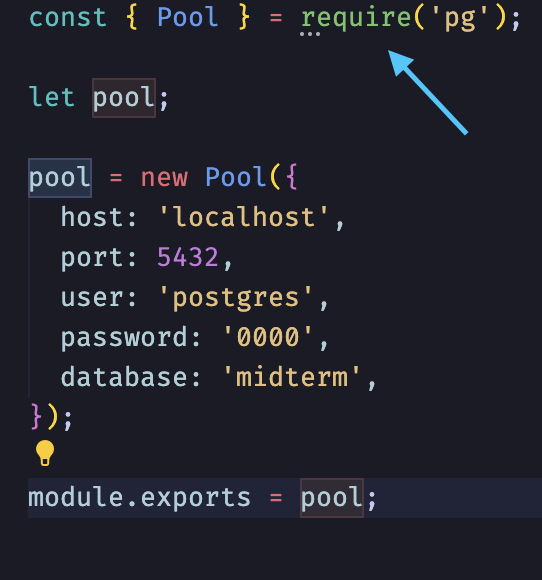 const { Pool } = require('pg');
let pool;
pool = new Pool({
host: 'localhost',
port: 5432,
user: 'postgres',
password: '0000',
database: 'midterm',
});
module.exports = pool;